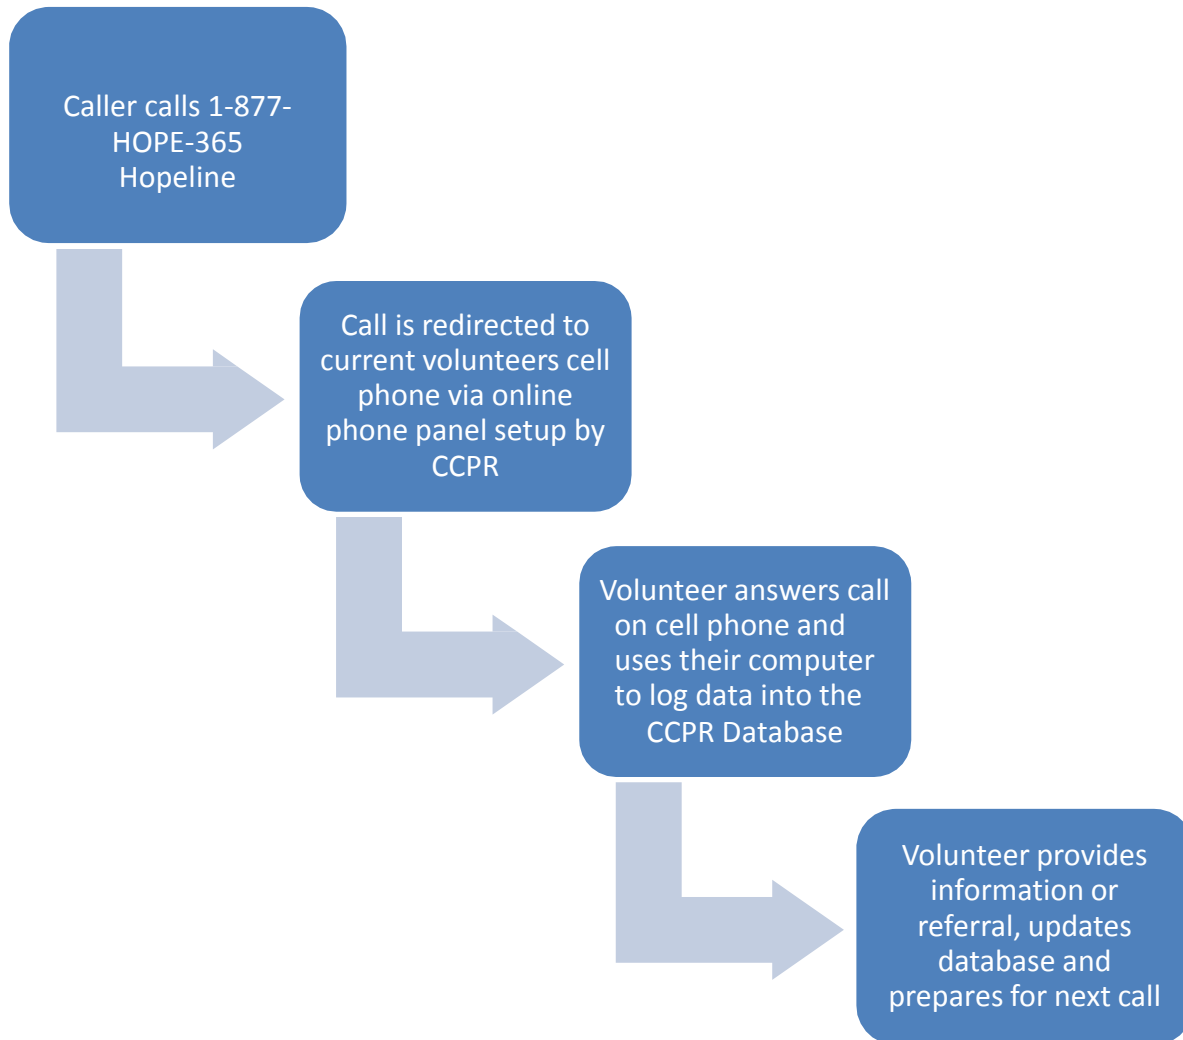 Caller calls 1-877-
HOPE-365
Hopeline
Call is redirected to
current volunteers cell
phone via online
phone panel setup by
CCPR
Volunteer answers call
on cell phone and
uses their computer
to log data into the
CCPR Database
Volunteer provides
information or
referral, updates
database and
prepares for next call